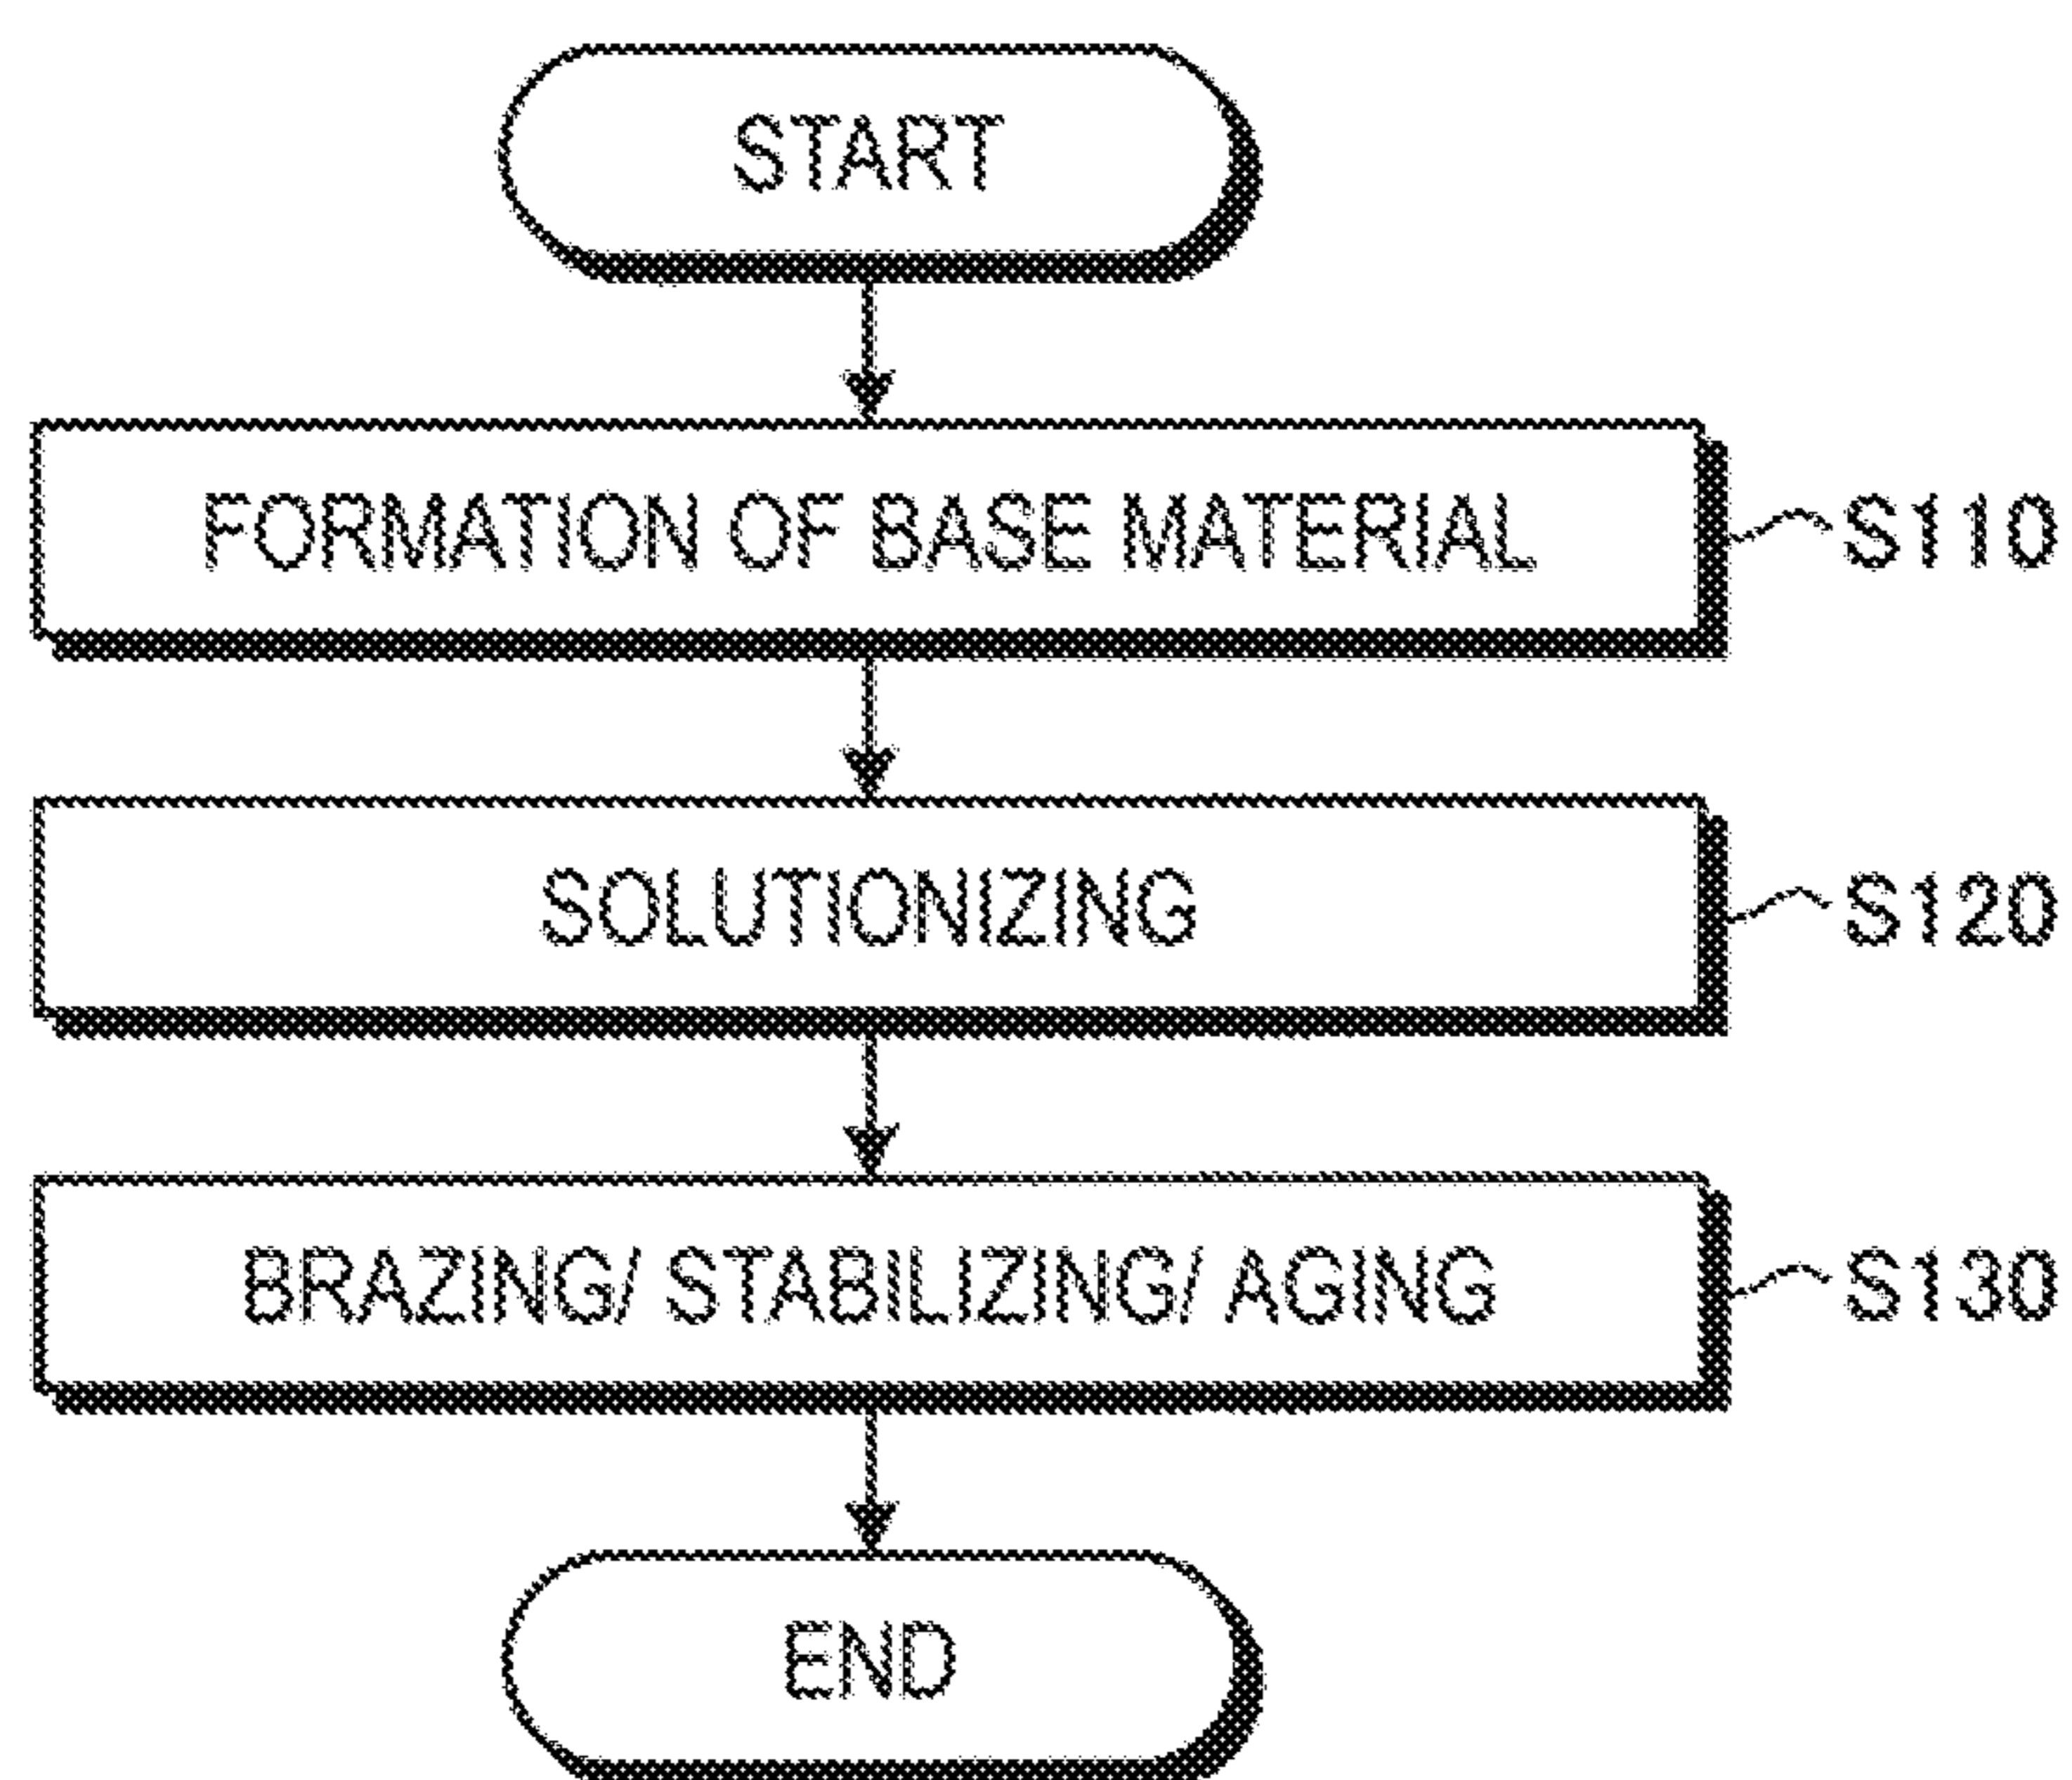 START
FORMATION OF BASE MATERIAL
S110
SOLUTIONIZING
S120
BRAZING/ STABILIZING/ AGING
S130
END